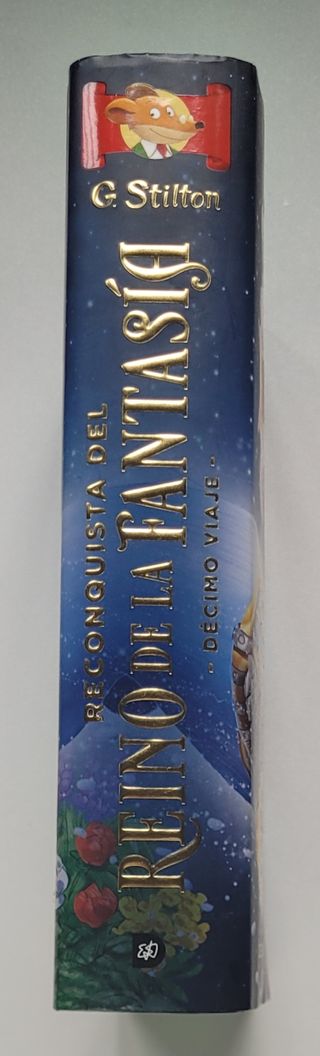 G. Stilton
RECONQUISTA DEL
REINO DE LA FANTASÍA
- DÉCIMO VIAJE -